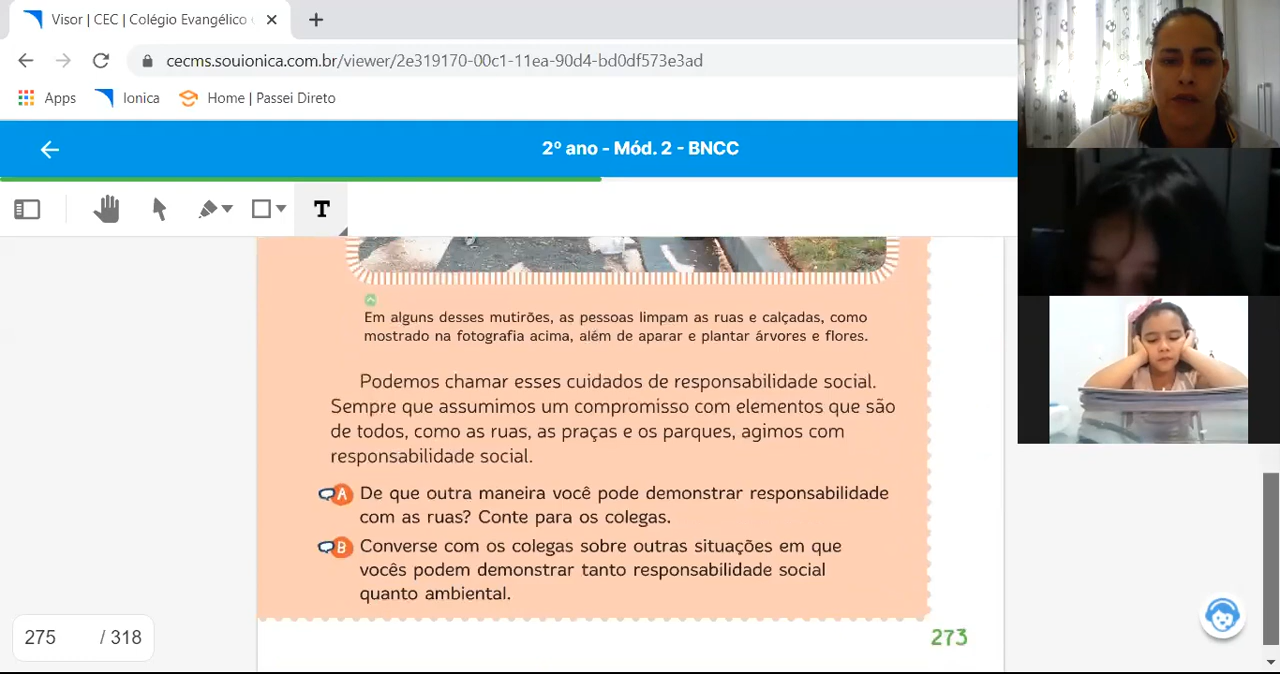 Visor | CEC | Colégio Evangélico
cecms.souionica.com.br/viewer/2e319170-00c1-11ea-90d4-bd0df573e3ad
Apps Ionica Home | Passei Direto
2º ano - Mód. 2 - BNCC
T
Em alguns desses mutirões, as pessoas limpam as ruas e calçadas, como
mostrado na fotografia acima, além de aparar e plantar árvores e flores.
Podemos chamar esses cuidados de responsabilidade social.
Sempre que assumimos um compromisso com elementos que são
de todos, como as ruas, as praças e os parques, agimos com
responsabilidade social.
A De que outra maneira você pode demonstrar responsabilidade
com as ruas? Conte para os colegas.
B Converse com os colegas sobre outras situações em que
vocês podem demonstrar tanto responsabilidade social
quanto ambiental.
275 / 318
273